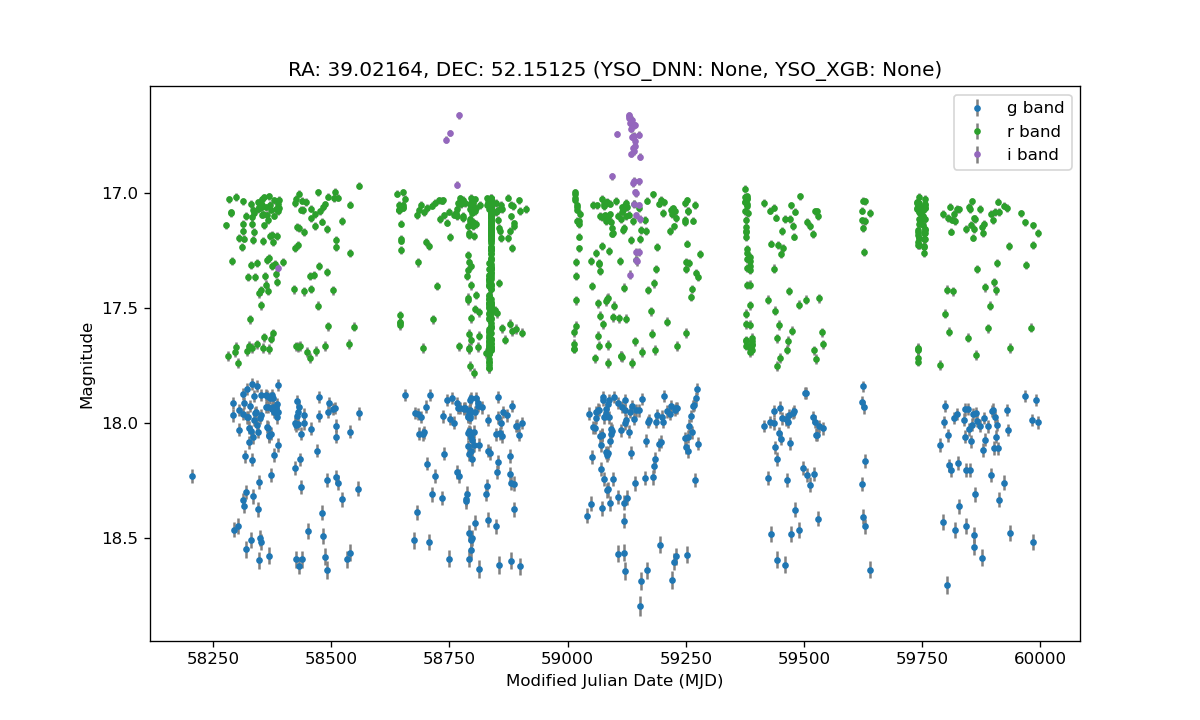 RA: 39.02164, DEC: 52.15125 (YSO_DNN: None, YSO_XGB: None)
g band
r band
i band
17.0
17.5
18.0
18.5
Magnitude
58250 58500 58750 59000 59250 59500 59750 60000
Modified Julian Date (MJD)